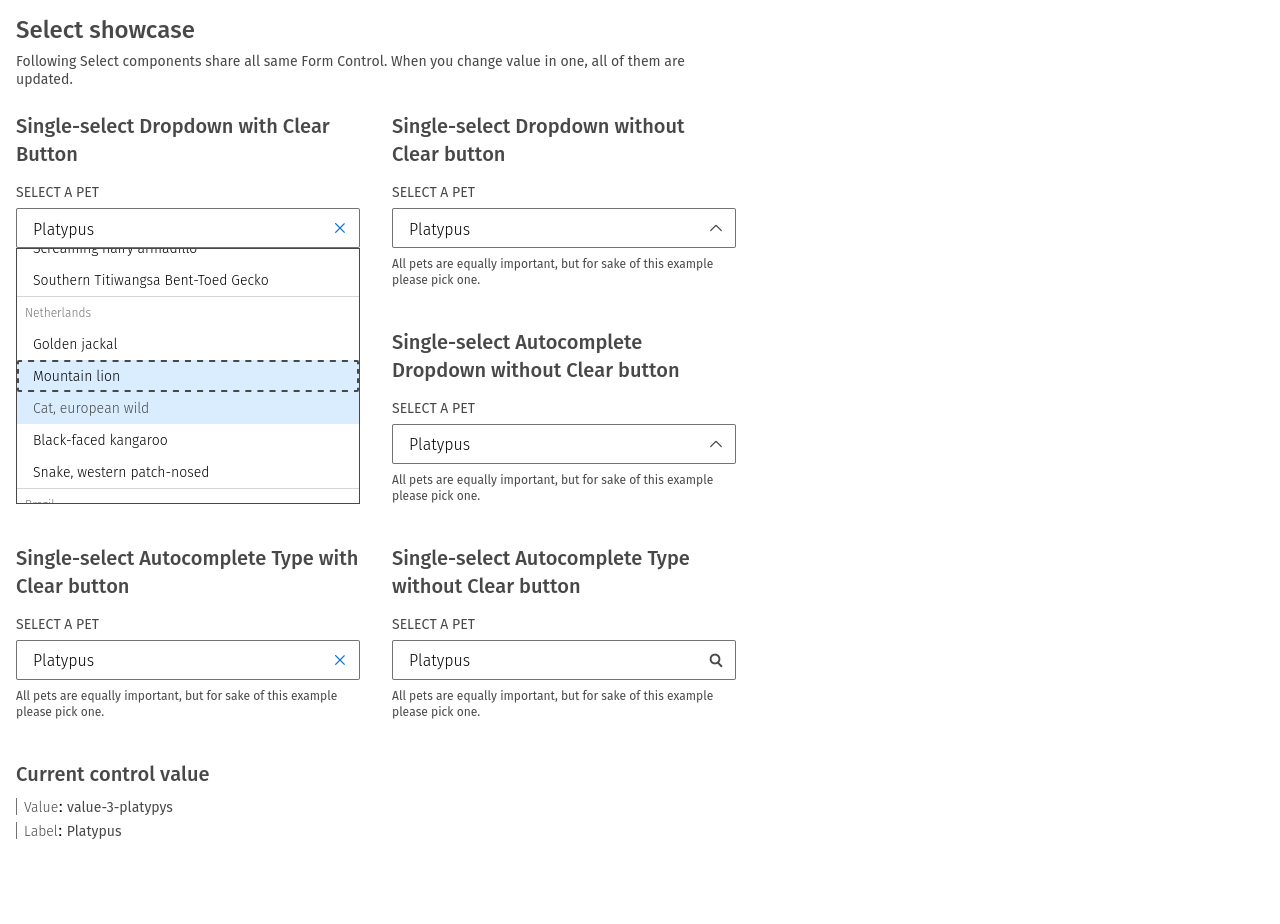 Select showcase
Following Select components share all same Form Control. When you change value in one, all of them are
updated.
Single-select Dropdown with Clear
Button
SELECT A PET
Platypus
Screaming hairy armadillo
Southern Titiwangsa Bent-Toed Gecko
Netherlands
Golden jackal
Mountain lion
Cat, european wild
Black-faced kangaroo
Snake, western patch-nosed
Brazil
Single-select Dropdown without
Clear button
SELECT A PET
Platypus
All pets are equally important, but for sake of this example
please pick one.
Single-select Autocomplete
Dropdown without Clear button
SELECT A PET
Platypus
All pets are equally important, but for sake of this example
please pick one.
Single-select Autocomplete Type with
Clear button
SELECT A PET
Platypus
All pets are equally important, but for sake of this example
please pick one.
Single-select Autocomplete Type
without Clear button
SELECT A PET
Platypus
All pets are equally important, but for sake of this example
please pick one.
Current control value
Value: value-3-platypys
Label: Platypus